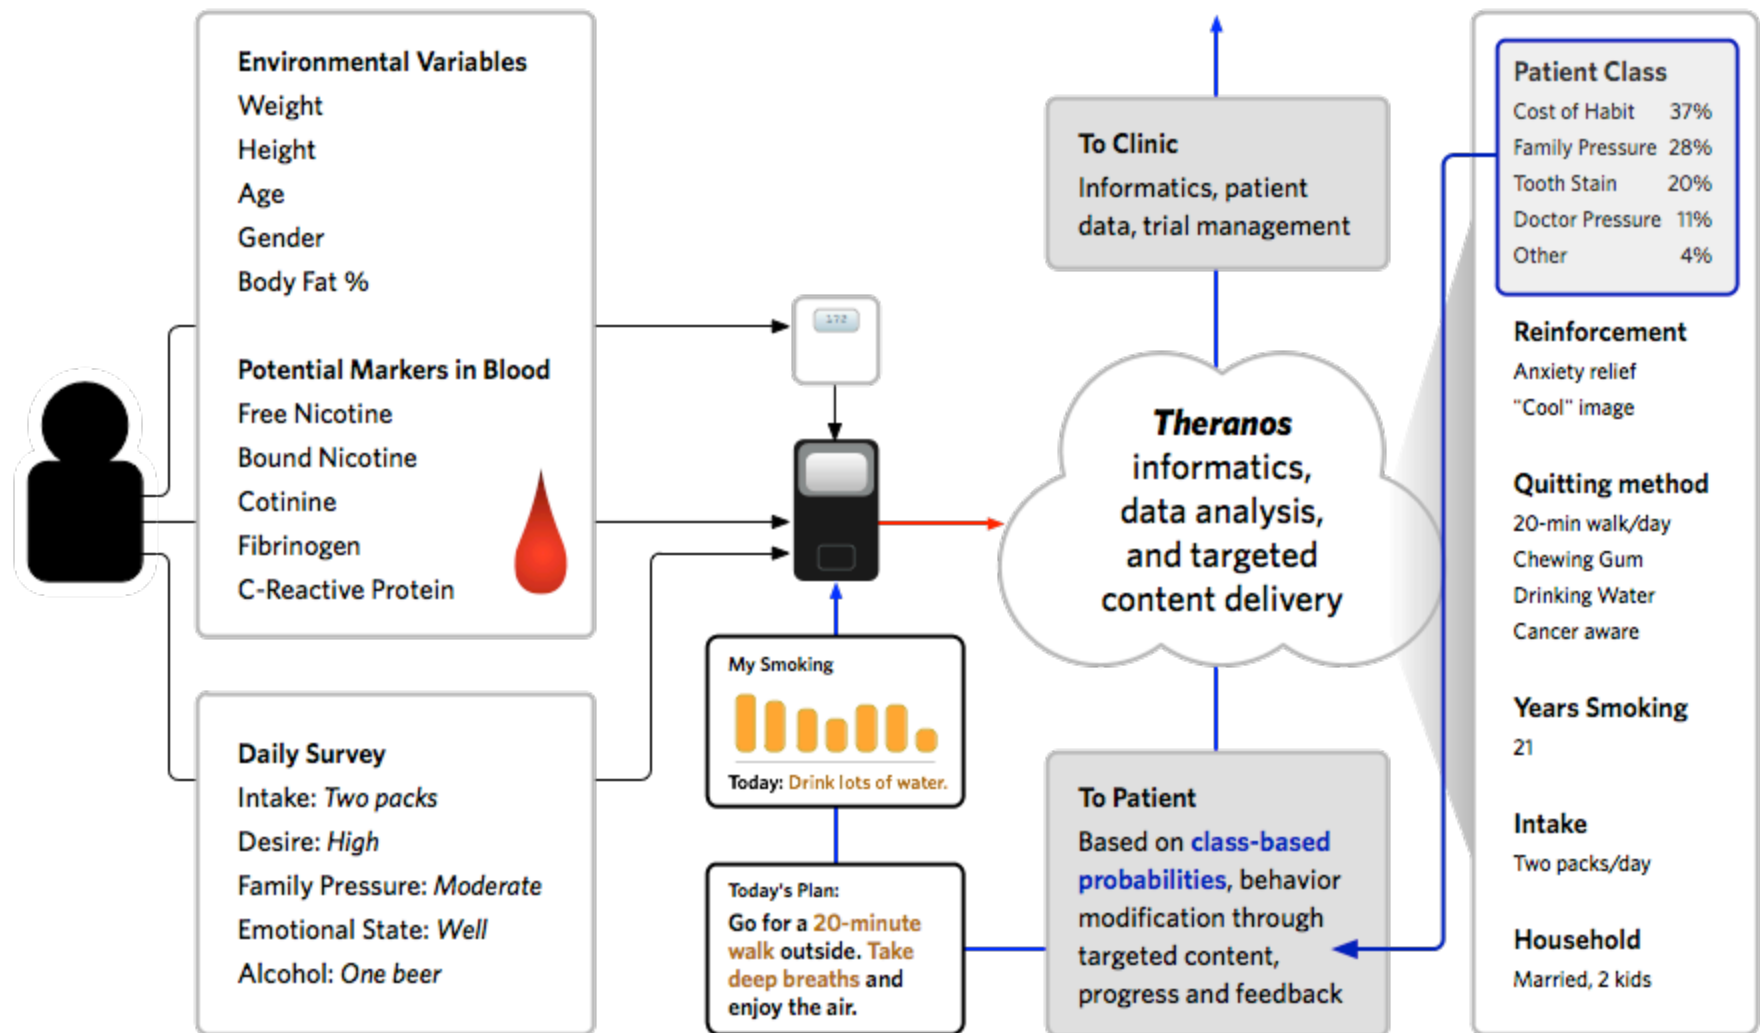 Environmental Variables
Weight
Height
Age
Gender
Body Fat %
Potential Markers in Blood
Free Nicotine
Bound Nicotine
Cotinine
Fibrinogen
C-Reactive Protein
Daily Survey
Intake: Two packs
Desire: High
Family Pressure: Moderate
Emotional State: Well
Alcohol: One beer
172
My Smoking
Today: Drink lots of water.
Today's Plan:
Go for a 20-minute
walk outside. Take
deep breaths and
enjoy the air.
To Clinic
Informatics, patient
data, trial management
Theranos
informatics,
data analysis,
and targeted
content delivery
To Patient
Based on class-based
probabilities, behavior
modification through
targeted content,
progress and feedback
Patient Class
Cost of Habit 37%
Family Pressure 28%
Tooth Stain 20%
Doctor Pressure 11%
Other 4%
Reinforcement
Anxiety relief
"Cool" image
Quitting method
20-min walk/day
Chewing Gum
Drinking Water
Cancer aware
Years Smoking
21
Intake
Two packs/day
Household
Married, 2 kids